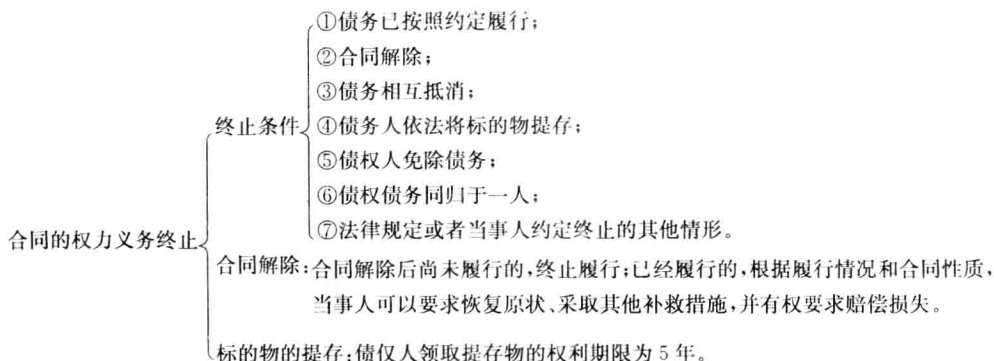 ①债务已按照约定履行;
②合同解除;
③债务相互抵消;
终止条件
④债务人依法将标的物提存;
⑤债权人免除债务;
⑥债权债务同归于一人;
⑦法律规定或者当事人约定终止的其他情形。
合同的权力义务终止
合同解除:合同解除后尚未履行的,终止履行;已经履行的,根据履行情况和合同性质,
当事人可以要求恢复原状、采取其他补救措施,并有权要求赔偿损失。
标的物的提存:债仅人领取提存物的权利期限为 5 年。